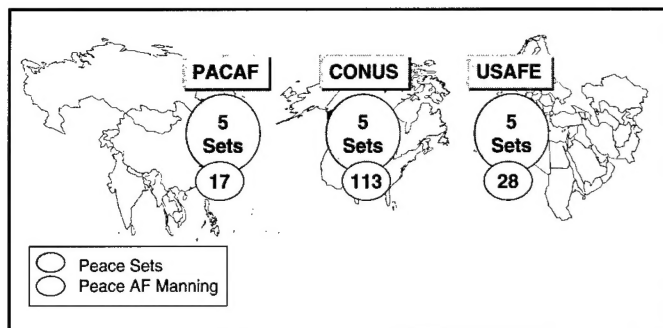 PACAF
CONUS
USAFE
5
Sets
5
Sets
5
Sets
17
113
28
Peace Sets
Peace AF Manning